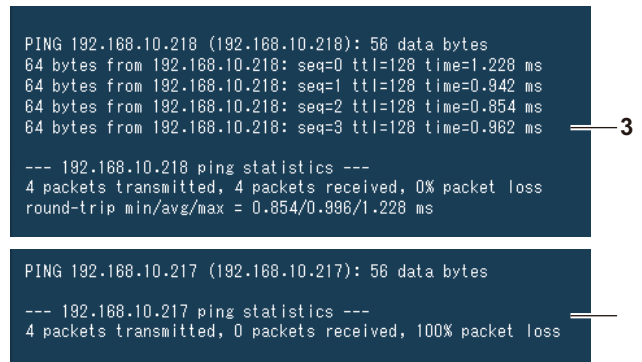 PING 192.168.10.218 (192.168.10.218): 56 data bytes
64 bytes from 192.168.10.218: seq=0 ttl=128 time=1.228 ms
64 bytes from 192.168.10.218: seq=1 ttl=128 time=0.942 ms
64 bytes from 192.168.10.218: seq=2 ttl=128 time=0.854 ms
64 bytes from 192.168.10.218: seq=3 ttl=128 time=0.962 ms
3
--- 192.168.10.218 ping statistics ---
4 packets transmitted, 4 packets received, 0% packet loss
round-trip min/avg/max = 0.854/0.996/1.228 ms
PING 192.168.10.217 (192.168.10.217): 56 data bytes
--- 192.168.10.217 ping statistics ---
4 packets transmitted, 0 packets received, 100% packet loss